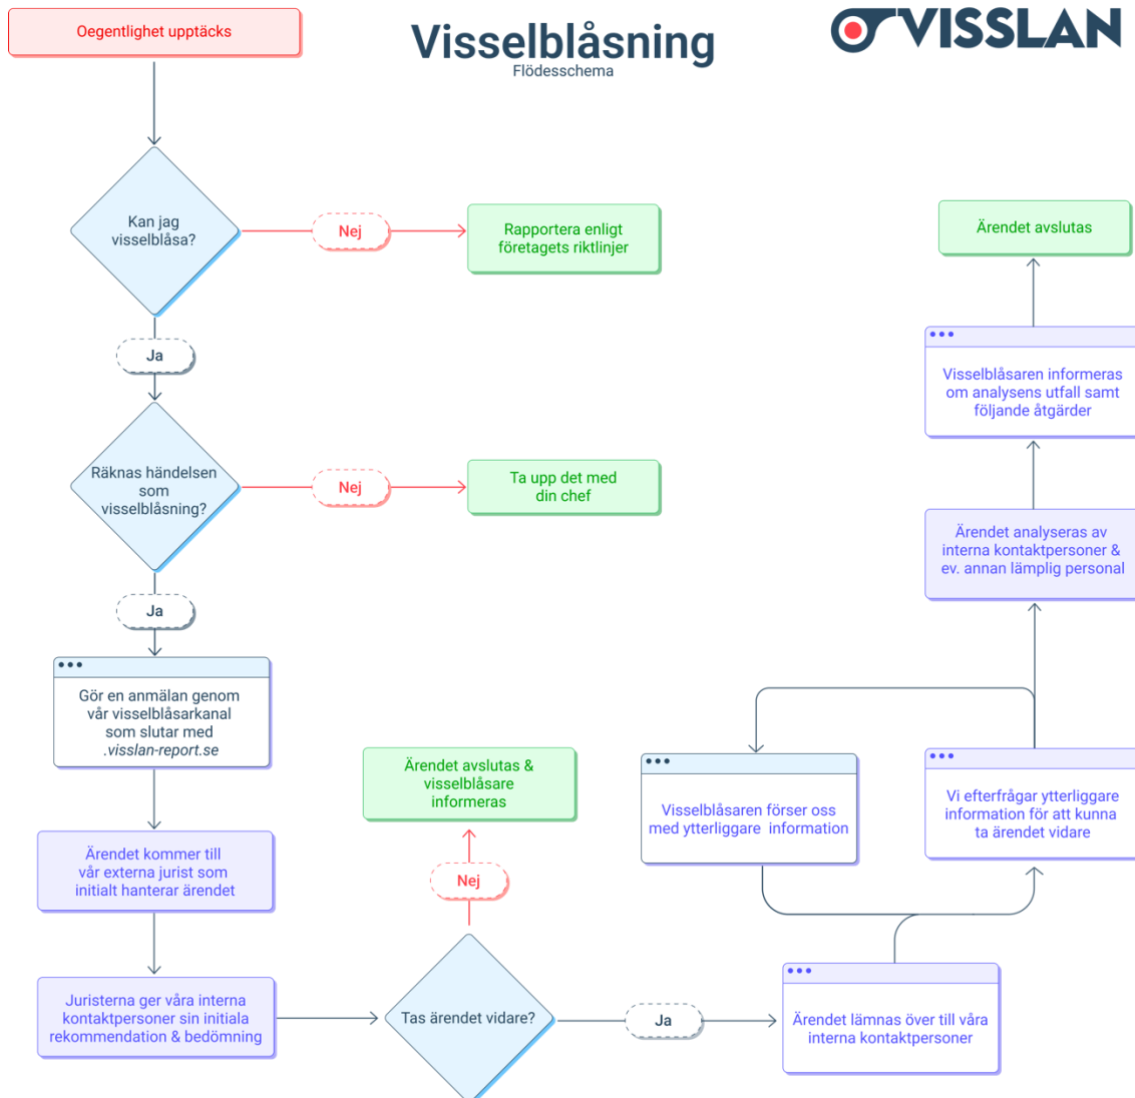 Oegentlighet upptäcks
Visselblåsning
Flödesschema
VISSLAN
Kan jag
visselblåsa?
Nej
Rapportera enligt
företagets riktlinjer
Ja
Räknas händelsen
som
visselblåsning?
Nej
Ta upp det med
din chef
Ja
Gör en anmälan genom
vår visselblåsarkanal
som slutar med
.visslan-report.se
Ärendet kommer till
vår externa jurist som
initialt hanterar ärendet
Juristerna ger våra interna
kontaktpersoner sin initiala
rekommendation & bedömning
Tas ärendet vidare?
Nej
Ärendet avslutas &
visselblåsare
informeras
Ja
Ärendet lämnas över till våra
interna kontaktpersoner
Vi efterfrågar ytterliggare
information för att kunna
ta ärendet vidare
Visselblåsaren förser oss
med ytterliggare information
Ärendet analyseras av
interna kontaktpersoner &
ev. annan lämplig personal
Visselblåsaren informeras
om analysens utfall samt
följande åtgärder
Ärendet avslutas